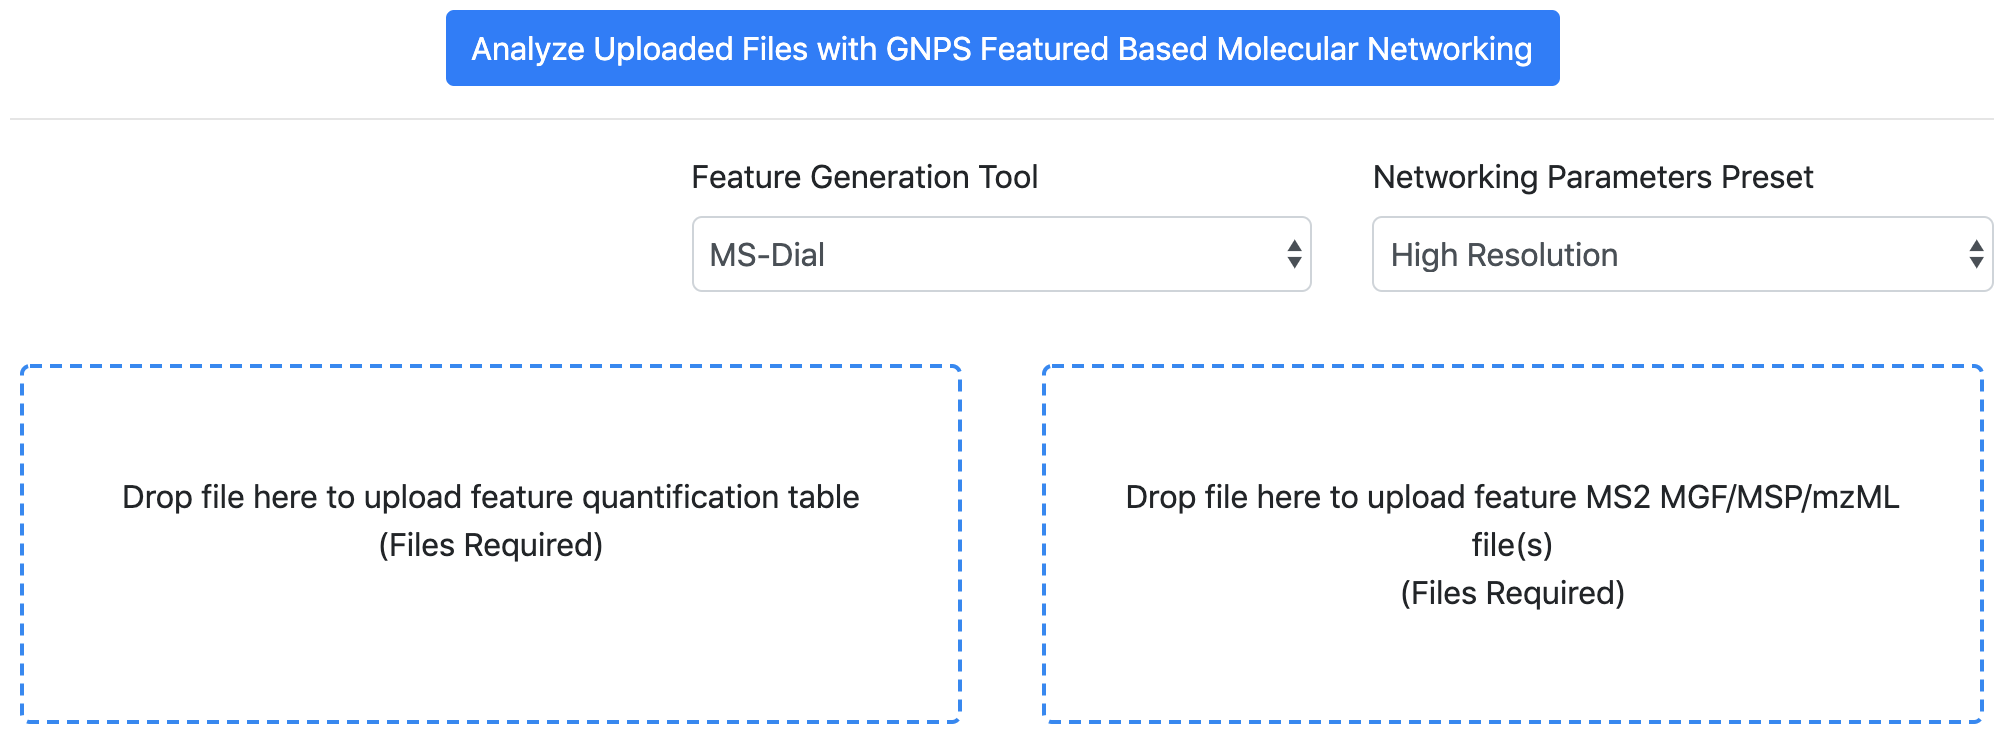 Analyze Uploaded Files with GNPS Featured Based Molecular Networking
Feature Generation Tool
MS-Dial
Networking Parameters Preset
High Resolution
Drop file here to upload feature quantification table
(Files Required)
Drop file here to upload feature MS2 MGF/MSP/mzML
file(s)
(Files Required)